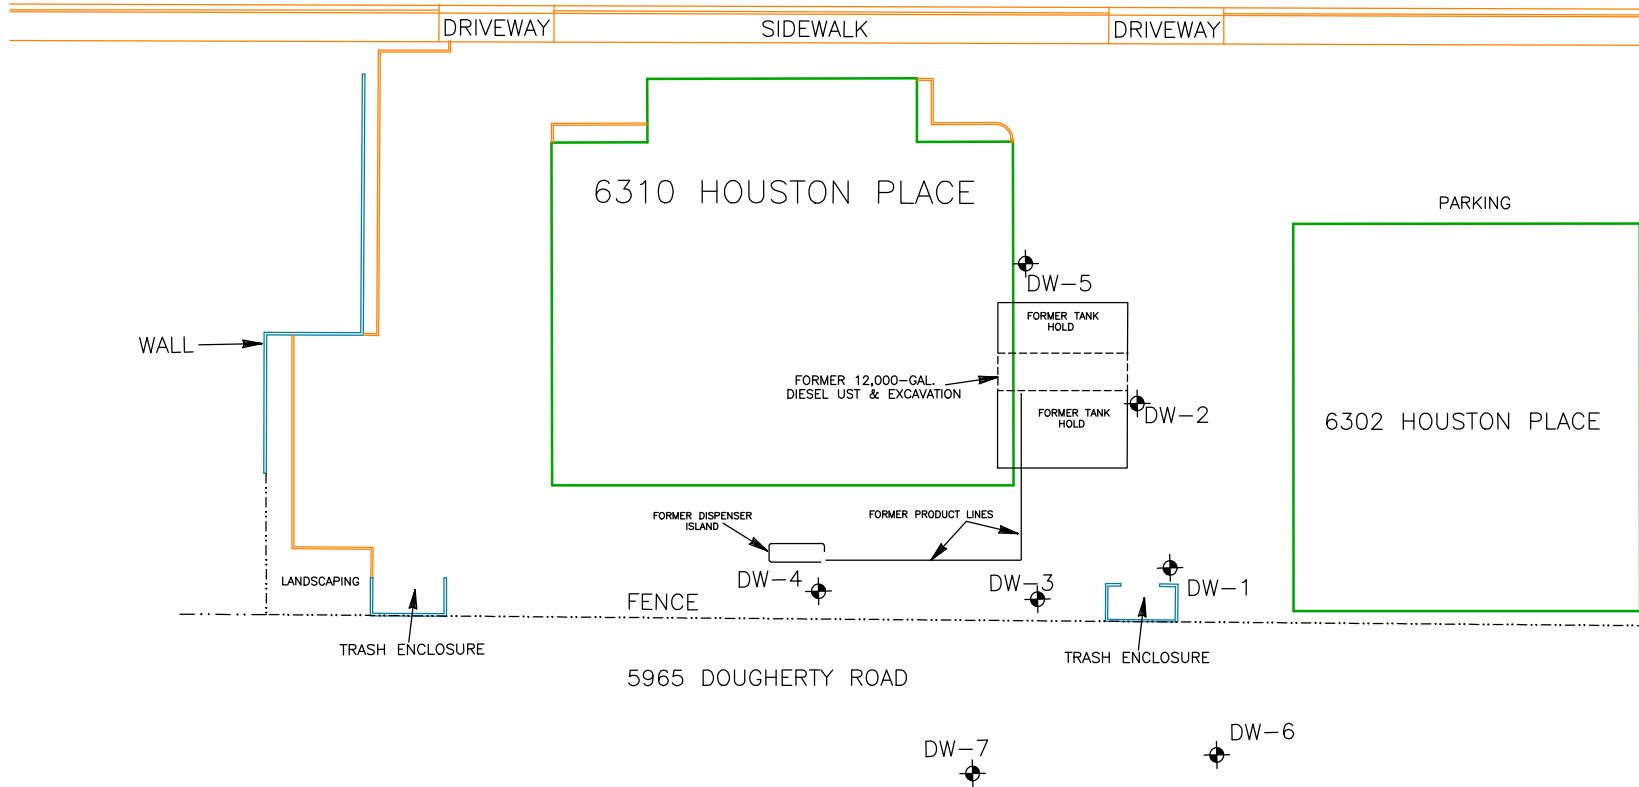 DRIVEWAY
SIDEWALK
DRIVEWAY
6310 HOUSTON PLACE
PARKING
DW-5
FORMER TANK
HOLD
WALL
FORMER 12,000-GAL.
DIESEL UST & EXCAVATION
FORMER TANK
HOLD
DW-2
6302 HOUSTON PLACE
FORMER DISPENSER
ISLAND
FORMER PRODUCT LINES
LANDSCAPING
DW-4
DW-3
DW-1
FENCE
TRASH ENCLOSURE
TRASH ENCLOSURE
5965 DOUGHERTY ROAD
DW-7
DW-6